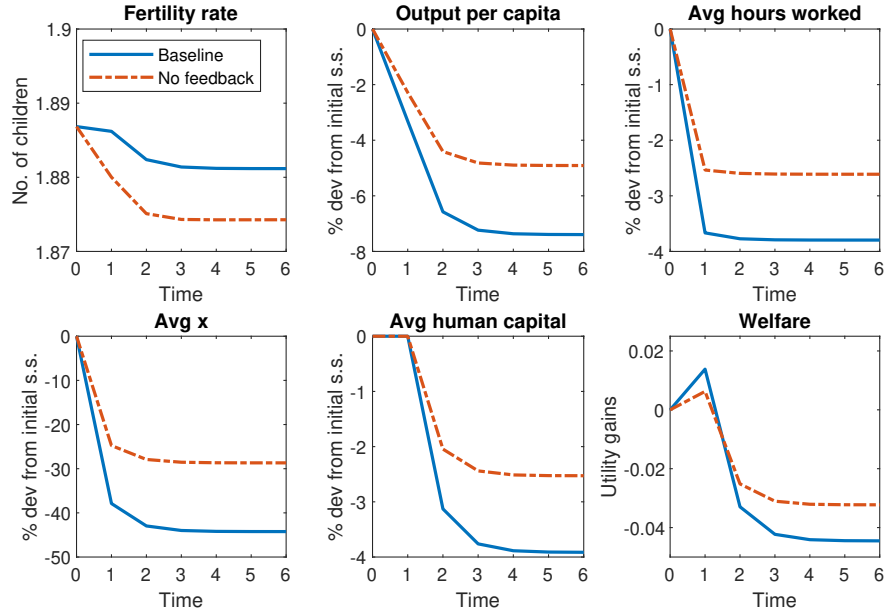 Fertility rate
1.9
1.89
1.88
1.87
No. of children
Baseline
No feedback
0 1 2 3 4 5 6
Time
Output per capita
0
-2
-4
-6
-8
% dev from initial s.s.
0 1 2 3 4 5 6
Time
Avg hours worked
0
-1
-2
-3
-4
% dev from initial s.s.
0 1 2 3 4 5 6
Time
Avg x
0
-10
-20
-30
-40
-50
% dev from initial s.s.
0 1 2 3 4 5 6
Time
Avg human capital
0
-1
-2
-3
-4
% dev from initial s.s.
0 1 2 3 4 5 6
Time
Welfare
0.02
0
-0.02
-0.04
Utility gains
0 1 2 3 4 5 6
Time